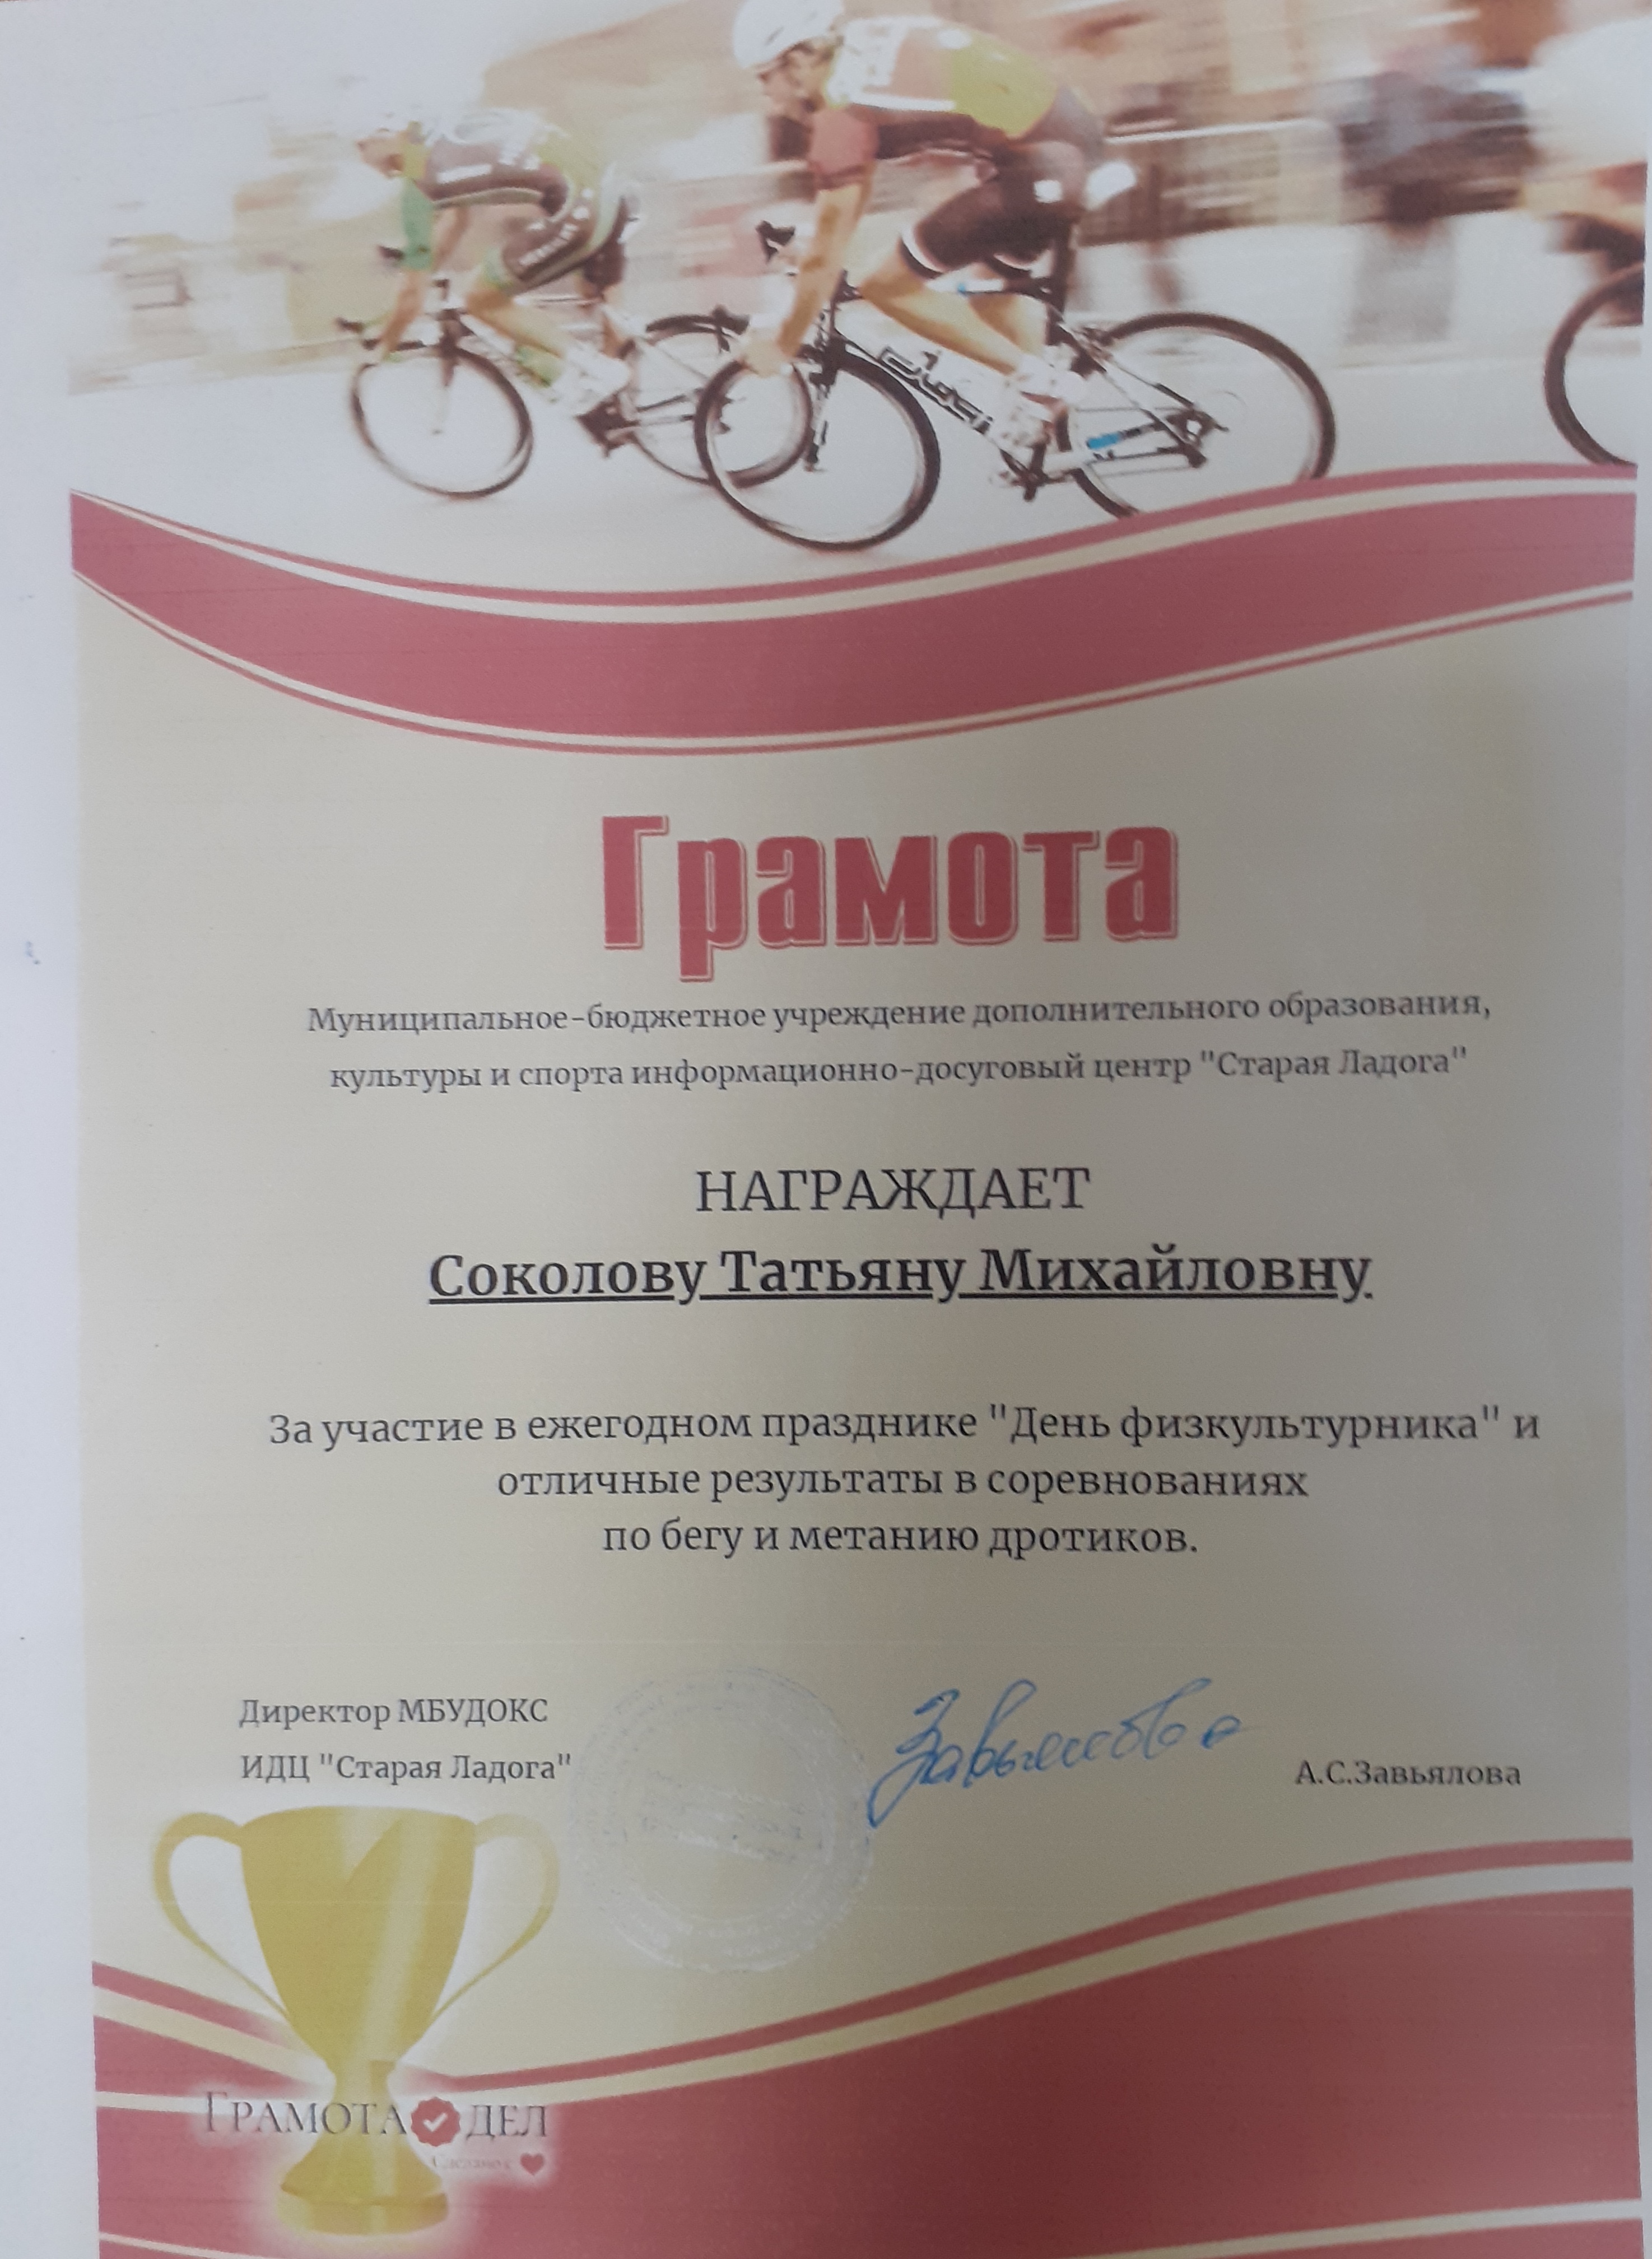 Грамота
Муниципальное-бюджетное учреждение дополнительного образования,
культуры и спорта информационно-досуговый центр "Старая Ладога"
НАГРАЖДАЕТ
Соколову Татьяну Михайловну
За участие в ежегодном празднике "День физкультурника" и
отличные результаты в соревнованиях
по бегу и метанию дротиков.
Директор МБУДОКС
ИДЦ "Старая Ладога"
Завьялова
А.С.Завьялова
ГРАМОТА ДЕЛ
Сделано с